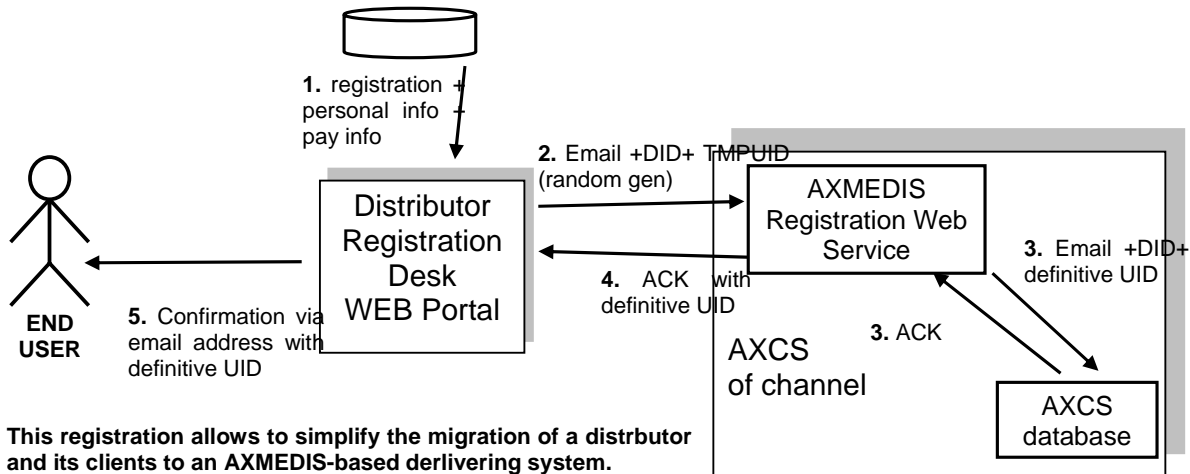 1. registration +
personal info +
pay info
2. Email +DID+ TMPUID
(random gen)
AXMEDIS
Registration Web
Service
Distributor
Registration
Desk
WEB Portal
3. Email +DID+
definitive UID
4. ACK with
definitive UID
END
USER
5. Confirmation via
email address with
definitive UID
3. ACK
AXCS
of channel
AXCS
database
This registration allows to simplify the migration of a distrbutor
and its clients to an AXMEDIS-based derlivering system.